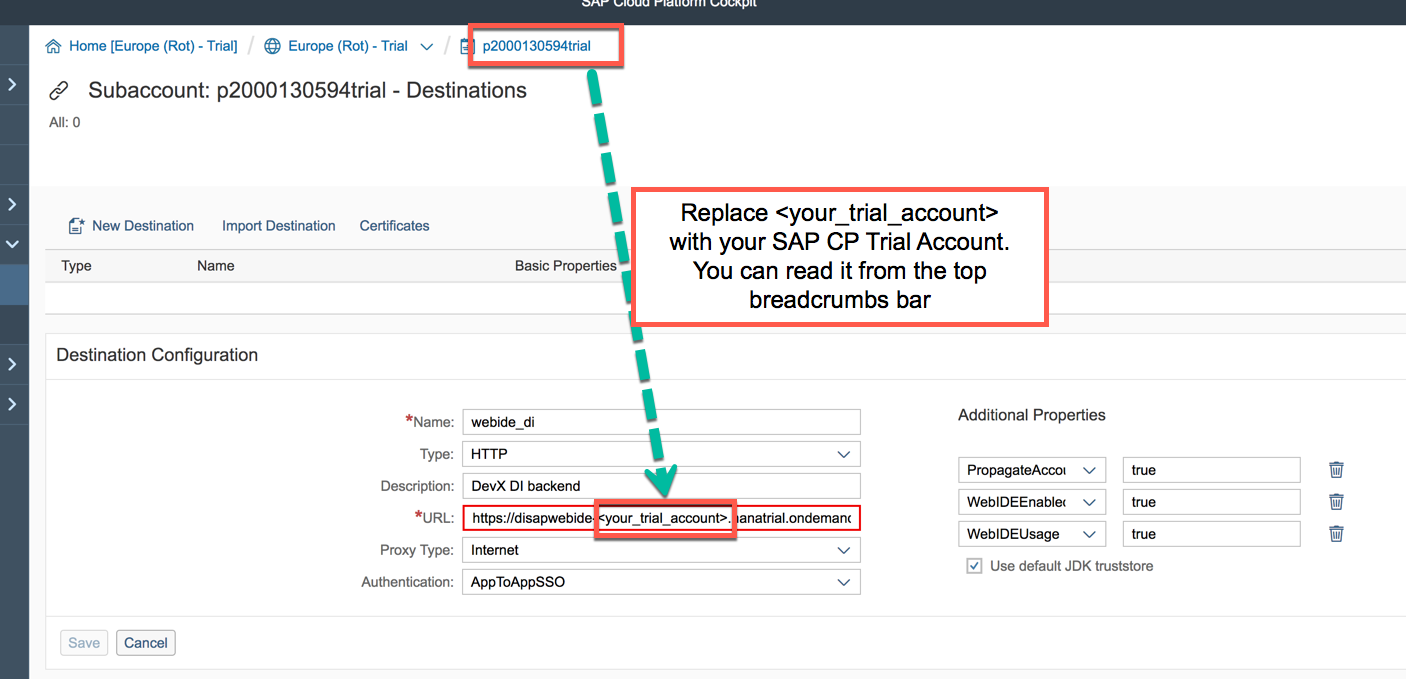 SAP Cloud Platform Cockpit
Home [Europe (Rot) - Trial] / Europe (Rot) - Trial / p2000130594trial
Subaccount: p2000130594trial - Destinations
All: 0
Replace <your_trial_account>
with your SAP CP Trial Account.
You can read it from the top
breadcrumbs bar
New Destination Import Destination Certificates
Type Name Basic Properties
Destination Configuration
*Name: webide_di
Type: HTTP
Description: DevX DI backend
*URL: https://disapwebide-<your_trial_account>.hanatrial.ondemand
Proxy Type: Internet
Authentication: AppToAppSSO
Additional Properties
PropagateAccou true
WebIDEEnabled true
WebIDEUsage true
Use default JDK truststore
Save Cancel